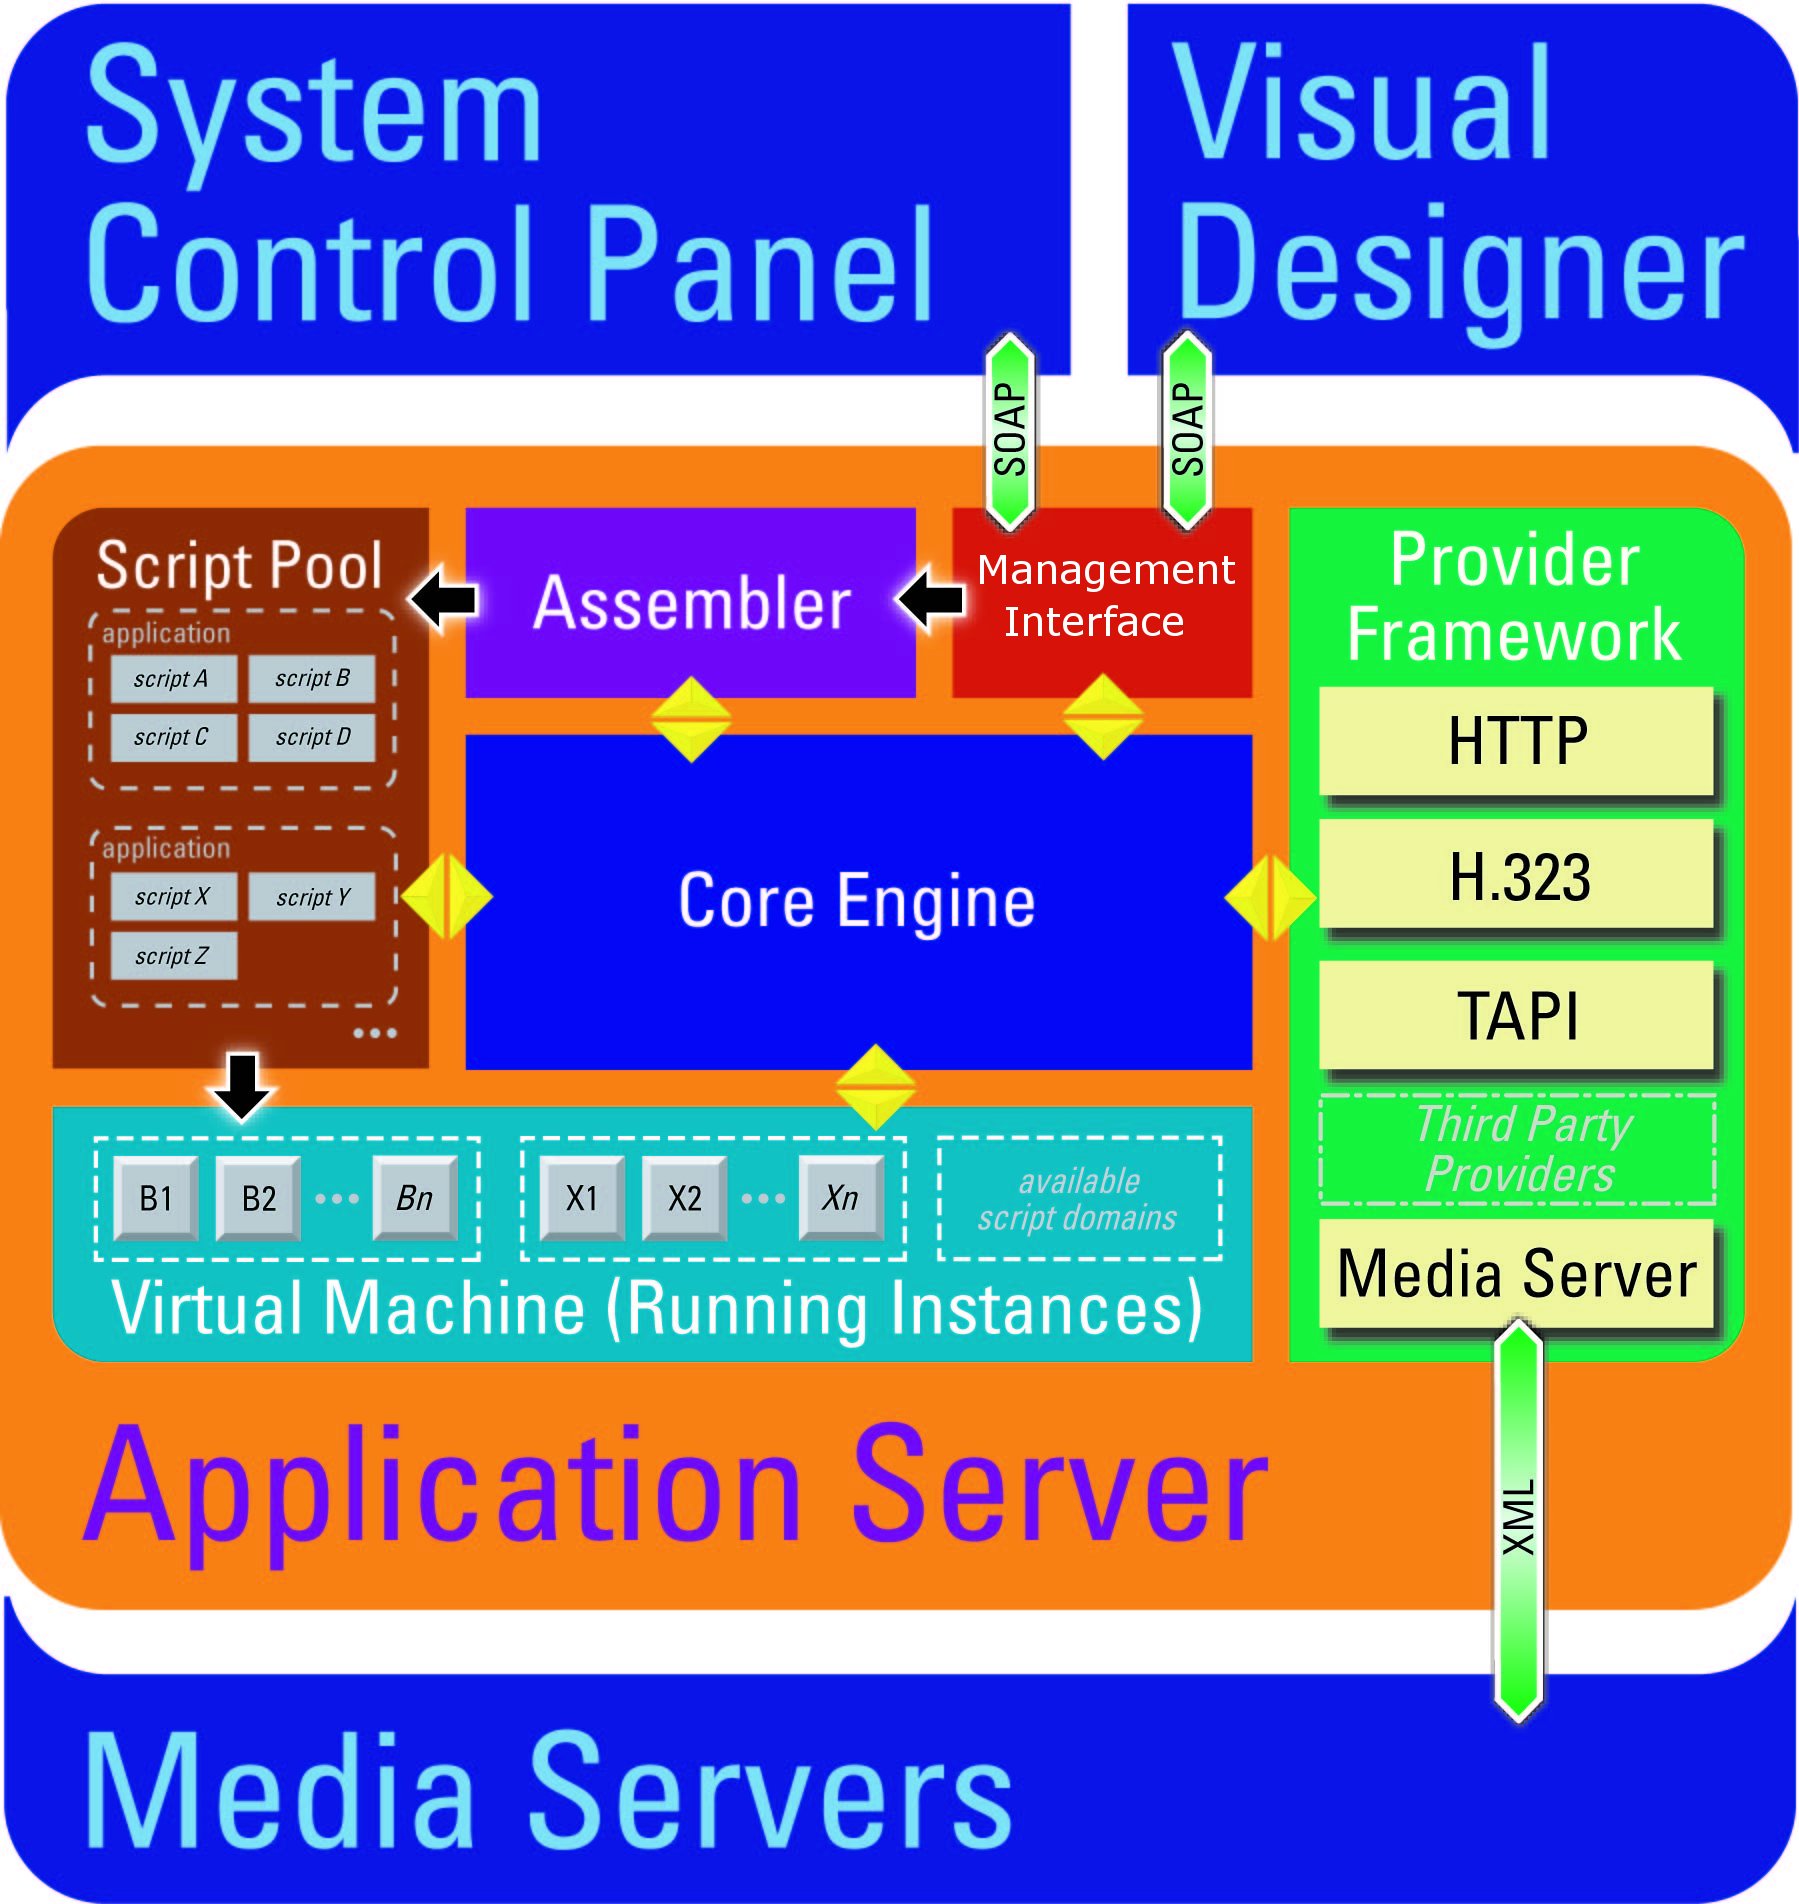 System
Control Panel
Visual
Designer
SOAP
SOAP
Script Pool
application
script A
script B
script C
script D
application
script X
script Y
script Z
...
Assembler
Management
Interface
Core Engine
Provider
Framework
HTTP
H.323
TAPI
Third Party
Providers
Media Server
B1
B2
...
Bn
X1
X2
...
Xn
available
script domains
Virtual Machine (Running Instances)
Application Server
XML
Media Servers